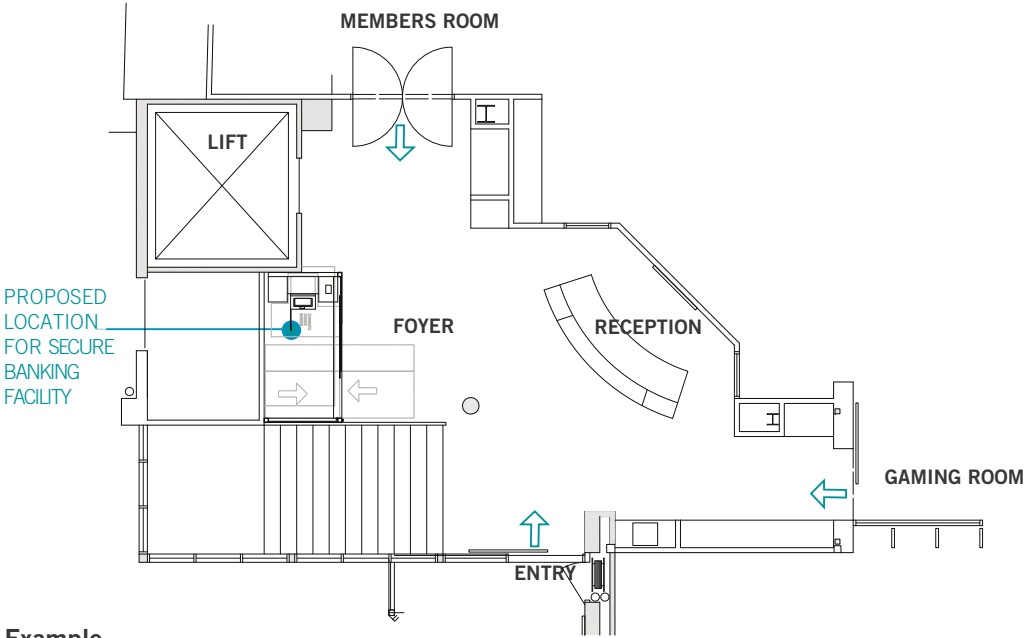 MEMBERS ROOM
LIFT
PROPOSED
LOCATION
FOR SECURE
BANKING
FACILITY
FOYER
RECEPTION
GAMING ROOM
ENTRY
Example